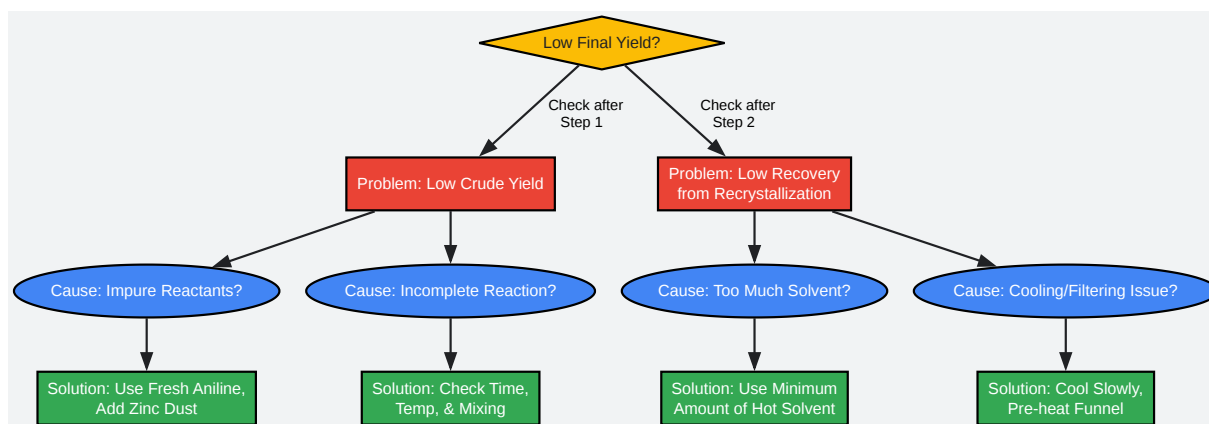 Low Final Yield?
Check after
Step 1
Check after
Step 2
Problem: Low Crude Yield
Problem: Low Recovery
from Recrystallization
Cause: Impure Reactants?
Cause: Incomplete Reaction?
Cause: Too Much Solvent?
Cause: Cooling/Filtering Issue?
Solution: Use Fresh Aniline,
Add Zinc Dust
Solution: Check Time,
Temp, & Mixing
Solution: Use Minimum
Amount of Hot Solvent
Solution: Cool Slowly,
Pre-heat Funnel